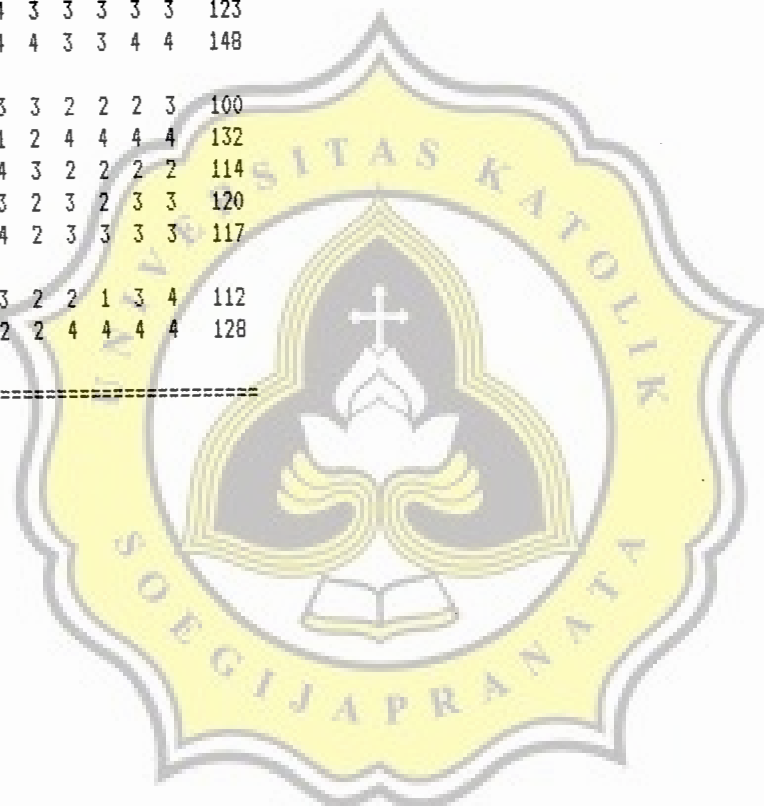 4 3 3 3 3 3 123
4 4 3 3 4 4 148
3 3 2 2 2 3 100
1 2 4 4 4 4 132
4 3 2 2 2 2 114
3 2 3 2 3 3 120
4 2 3 3 3 3 117
3 2 2 1 3 4 112
2 2 4 4 4 4 128
========================
UNIVERSITAS KATOLIK
SOEGIJAPRANATA